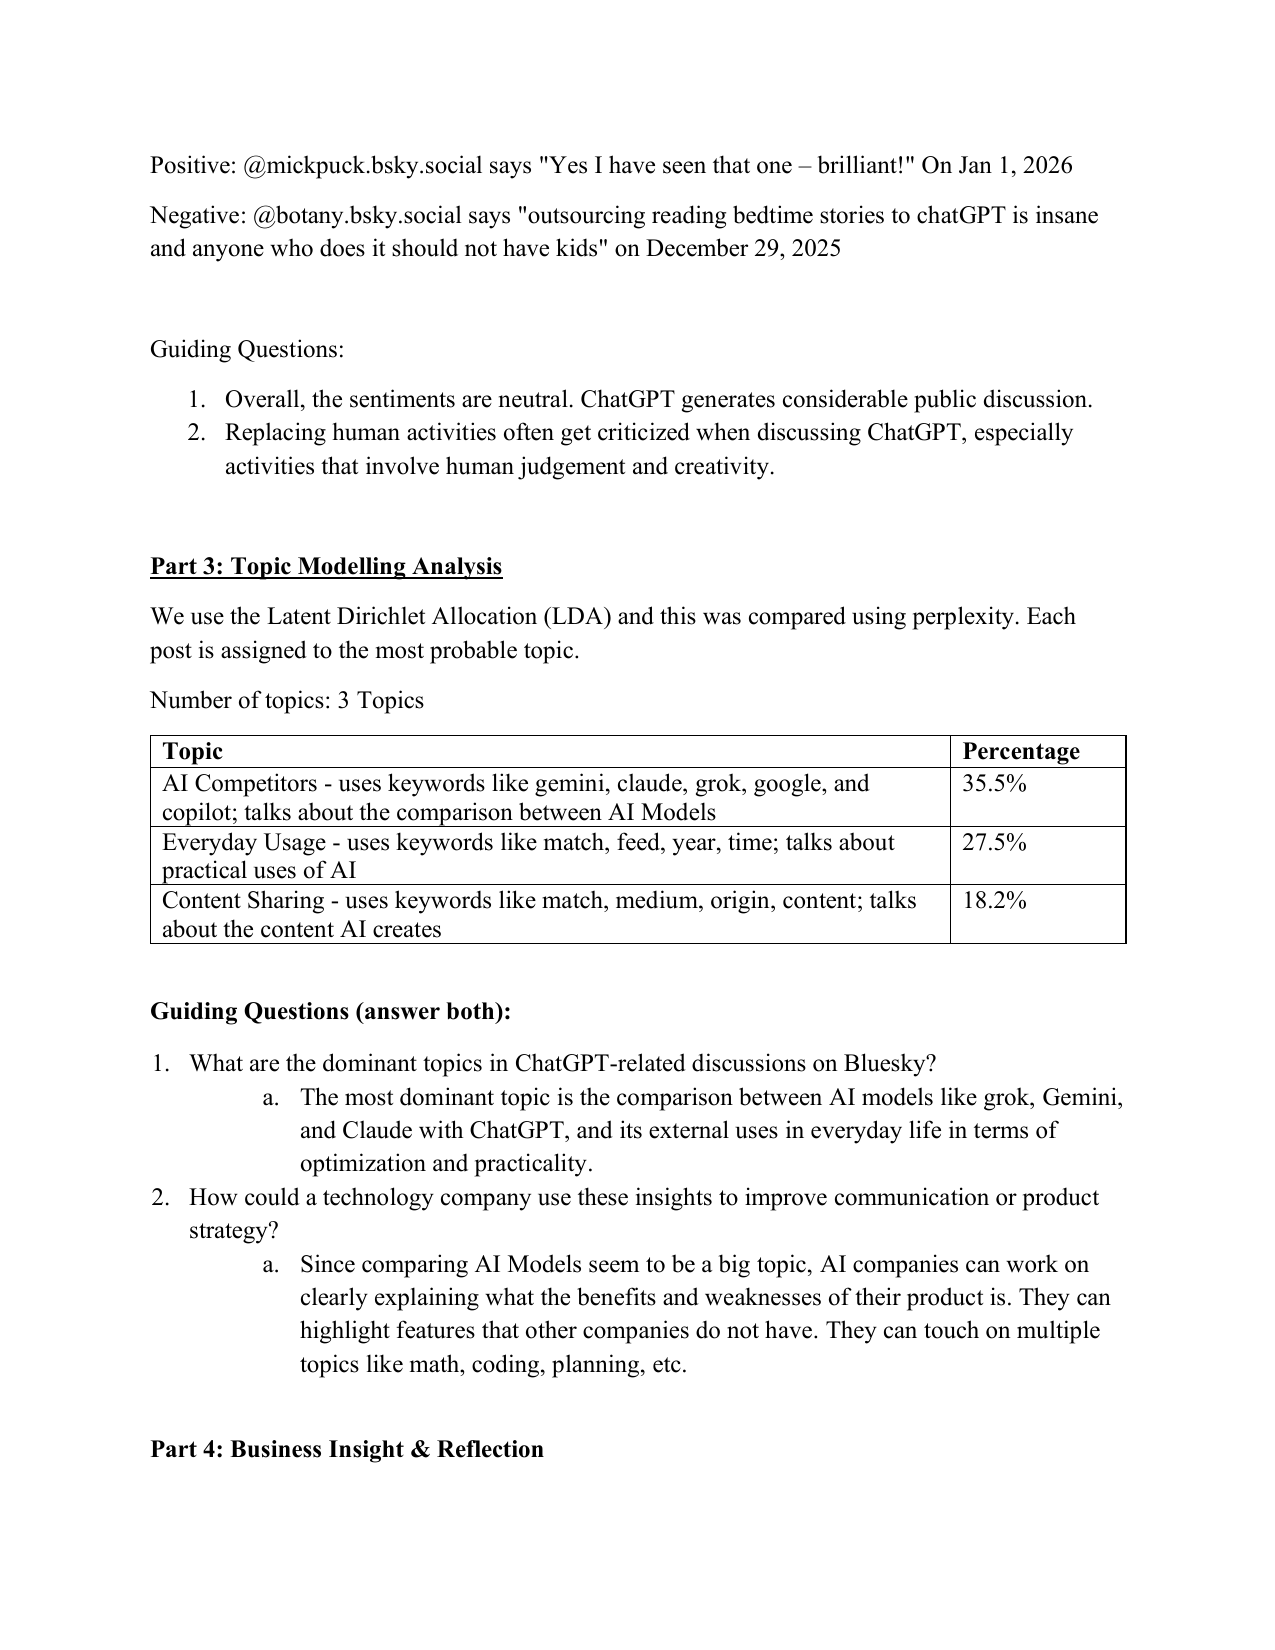 Positive: @mickpuck.bsky.social says "Yes I have seen that one – brilliant!" On Jan 1, 2026
Negative: @botany.bsky.social says "outsourcing reading bedtime stories to chatGPT is insane
and anyone who does it should not have kids" on December 29, 2025
Guiding Questions:
1. Overall, the sentiments are neutral. ChatGPT generates considerable public discussion.
2. Replacing human activities often get criticized when discussing ChatGPT, especially
activities that involve human judgement and creativity.
Part 3: Topic Modelling Analysis
We use the Latent Dirichlet Allocation (LDA) and this was compared using perplexity. Each
post is assigned to the most probable topic.
Number of topics: 3 Topics
Topic Percentage
AI Competitors - uses keywords like gemini, claude, grok, google, and 35.5%
copilot; talks about the comparison between AI Models
Everyday Usage - uses keywords like match, feed, year, time; talks about 27.5%
practical uses of AI
Content Sharing - uses keywords like match, medium, origin, content; talks 18.2%
about the content AI creates
Guiding Questions (answer both):
1. What are the dominant topics in ChatGPT-related discussions on Bluesky?
a. The most dominant topic is the comparison between AI models like grok, Gemini,
and Claude with ChatGPT, and its external uses in everyday life in terms of
optimization and practicality.
2. How could a technology company use these insights to improve communication or product
strategy?
a. Since comparing AI Models seem to be a big topic, AI companies can work on
clearly explaining what the benefits and weaknesses of their product is. They can
highlight features that other companies do not have. They can touch on multiple
topics like math, coding, planning, etc.
Part 4: Business Insight & Reflection